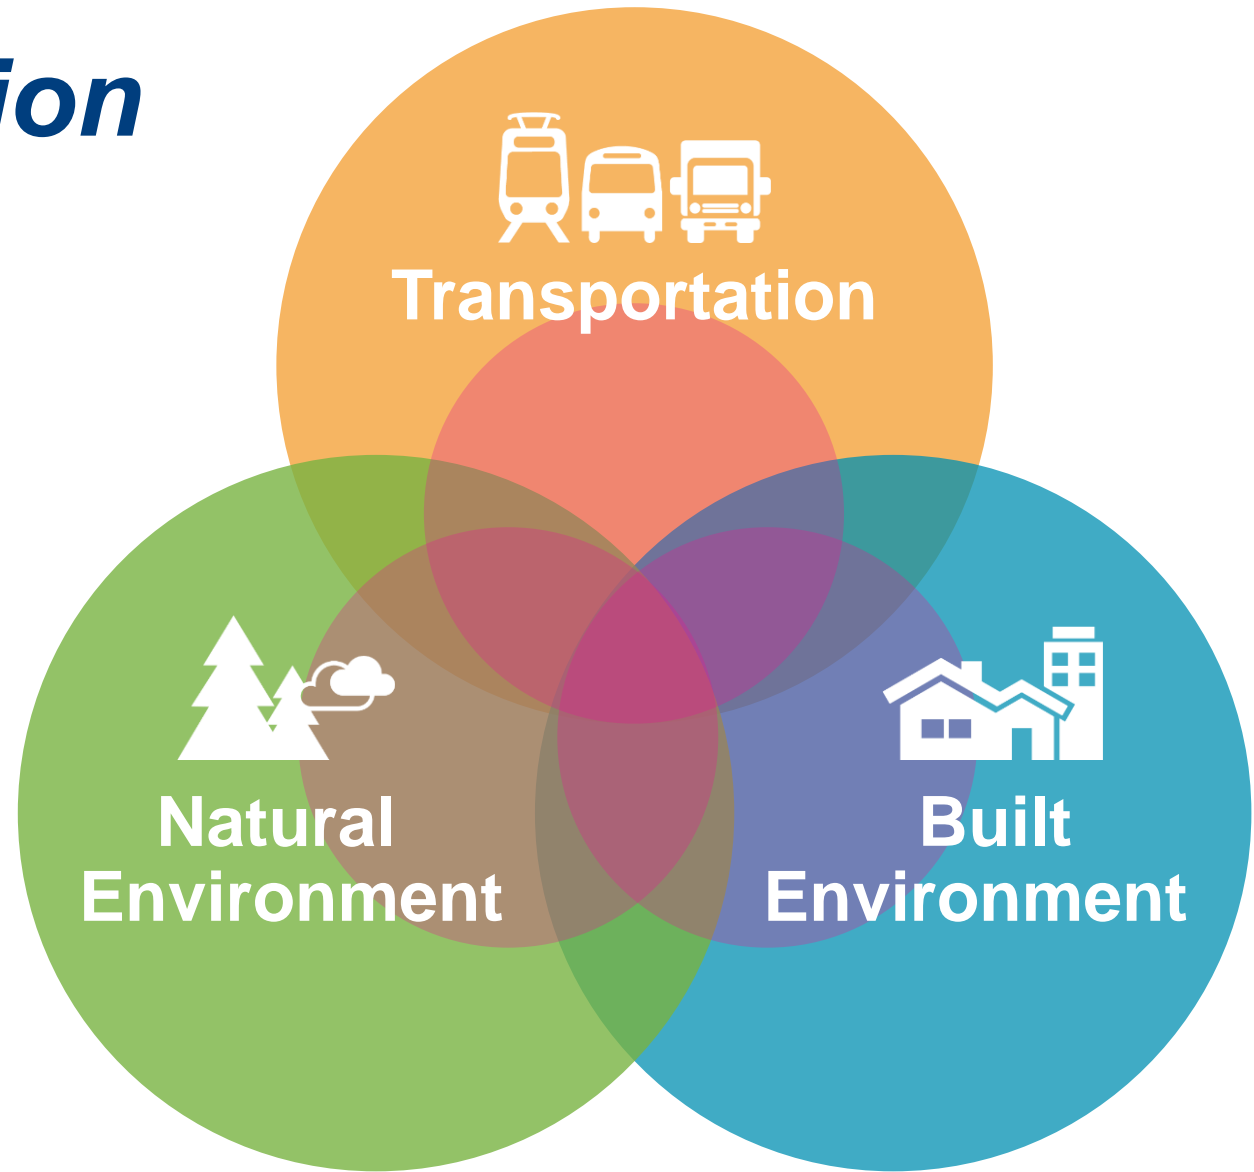 ion
Transportation
Natural
Environment
Built
Environment